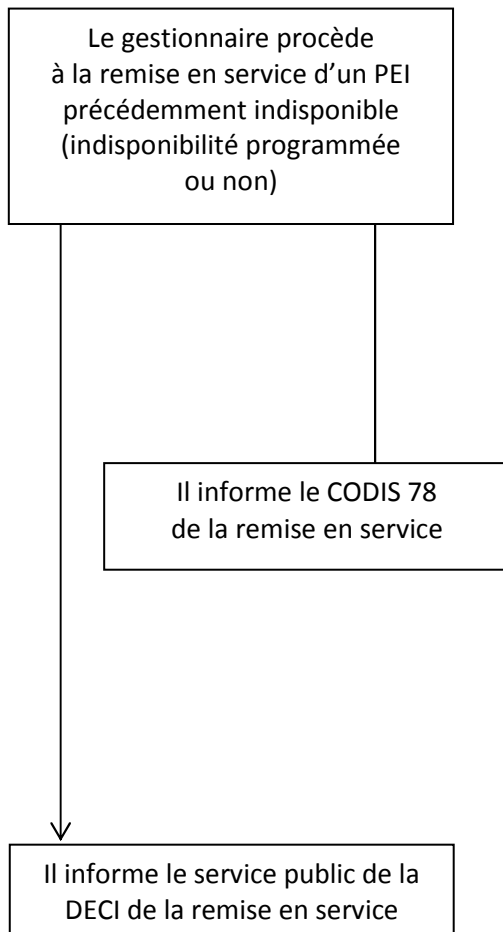 Le gestionnaire procède
à la remise en service d’un PEI
précédemment indisponible
(indisponibilité programmée
ou non)
Il informe le CODIS 78
de la remise en service
Il informe le service public de la
DECI de la remise en service